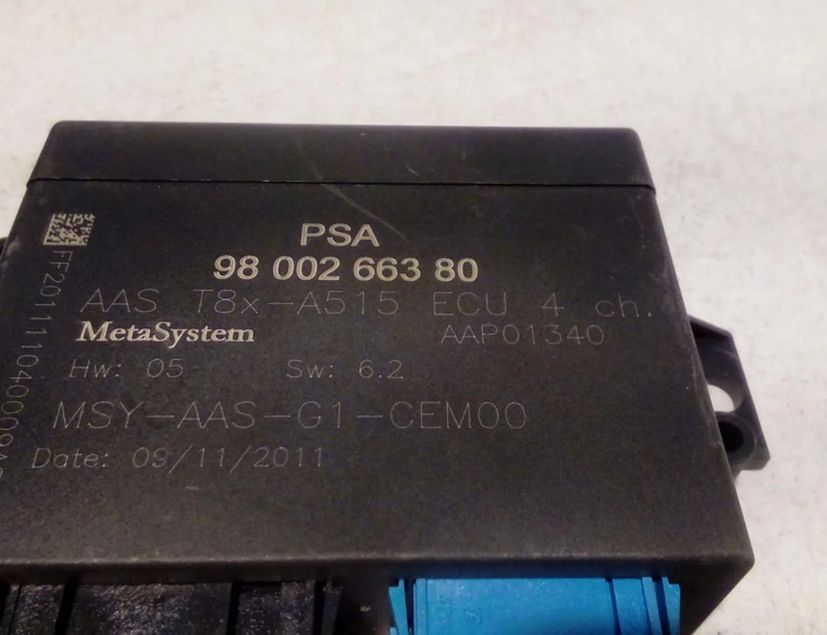 PSA
98 002 663 80
AAS T8x-A515 ECU 4 ch.
MetaSystem AAP01340
Hw: 05 Sw: 6.2
MSY-AAS-G1-CEM00
Date: 09/11/2011